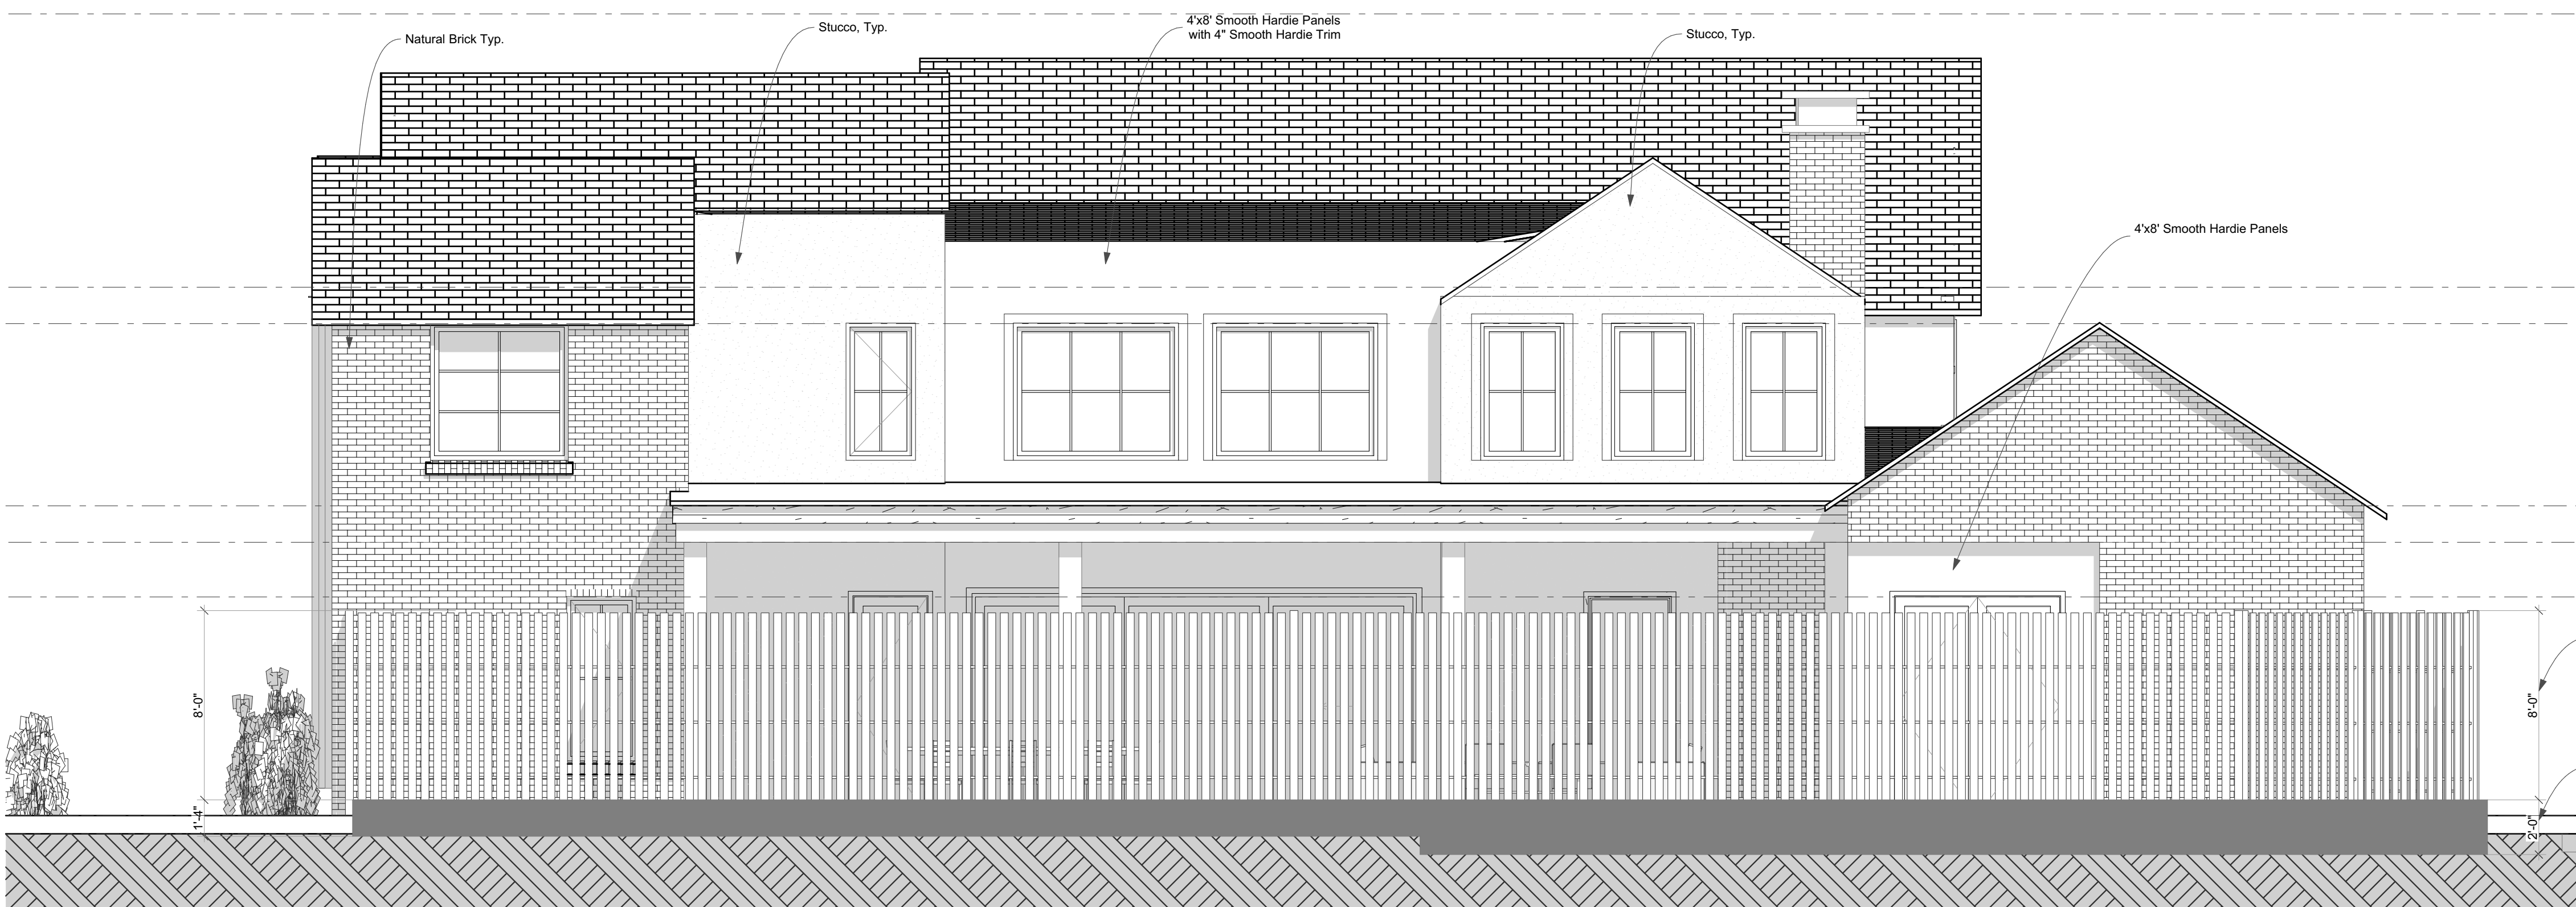 Natural Brick Typ.
Stucco, Typ.
4'x8' Smooth Hardie Panels
with 4" Smooth Hardie Trim
Stucco, Typ.
4'x8' Smooth Hardie Panels
8'-0"
1'-4"
8'-0"
2'-0"